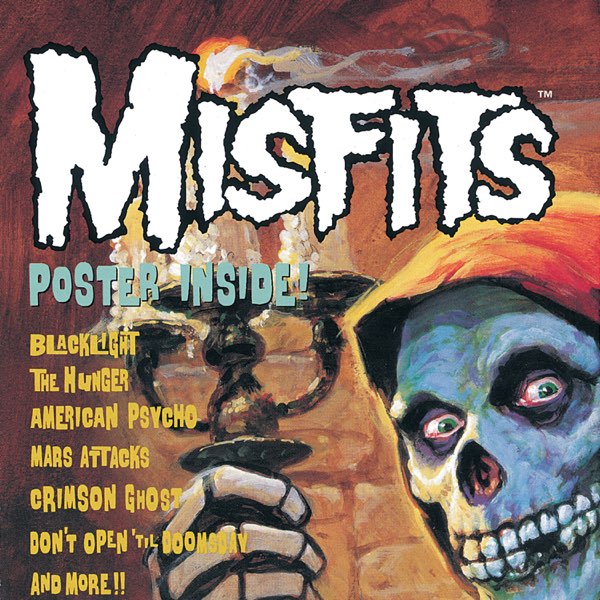 MISFITS™
POSTER INSIDE!
BLACKLIGHT
THE HUNGER
AMERICAN PSYCHO
MARS ATTACKS
CRIMSON GHOST
DON'T OPEN 'TIL DOOMSDAY
AND MORE!!